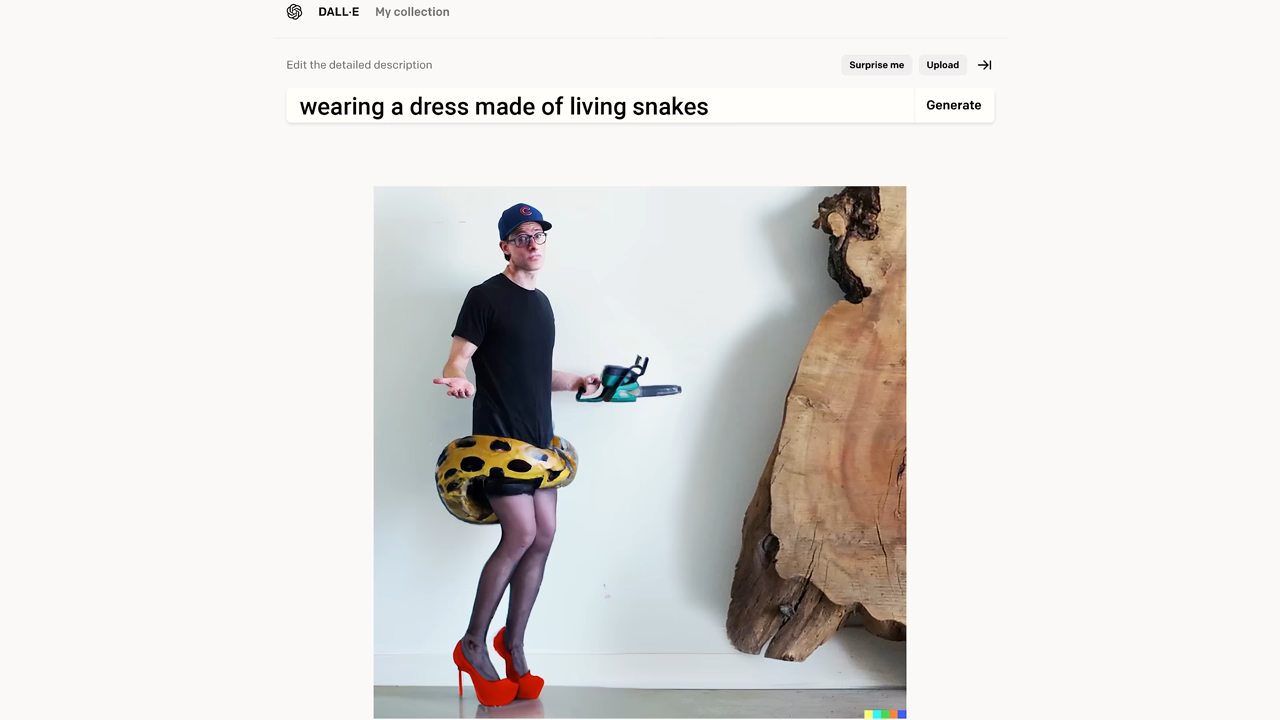 DALL·E My collection
Edit the detailed description
Surprise me Upload
wearing a dress made of living snakes Generate
C